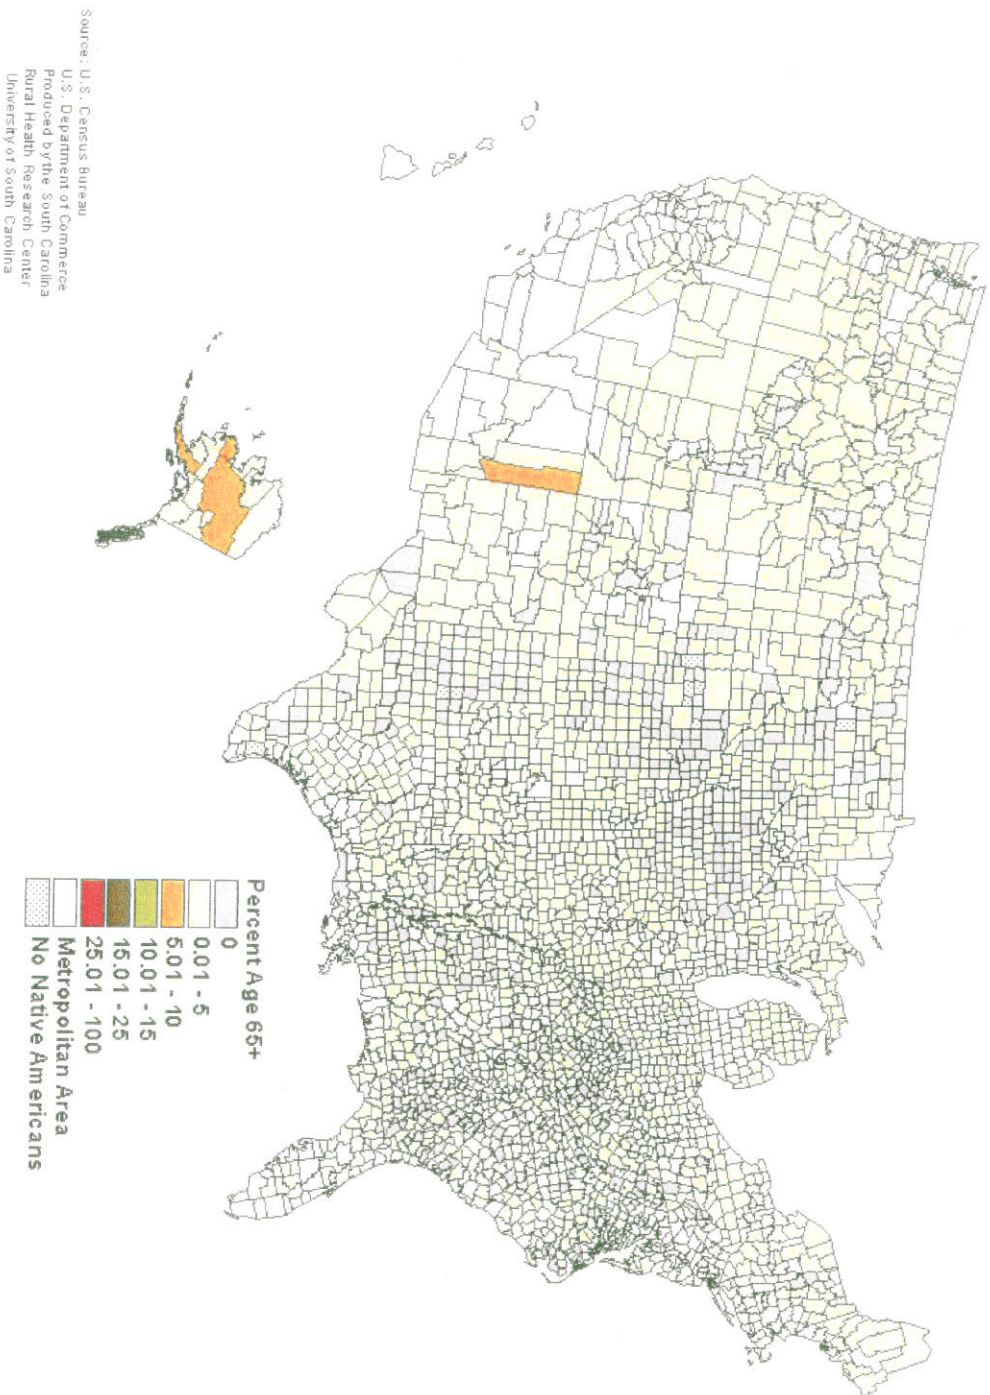 Percent Age 65+
0
0.01 - 5
5.01 - 10
10.01 - 15
15.01 - 25
25.01 - 100
Metropolitan Area
No Native Americans
Source: U.S. Census Bureau
U.S. Department of Commerce
Produced by the South Carolina
Rural Health Research Center
University of South Carolina